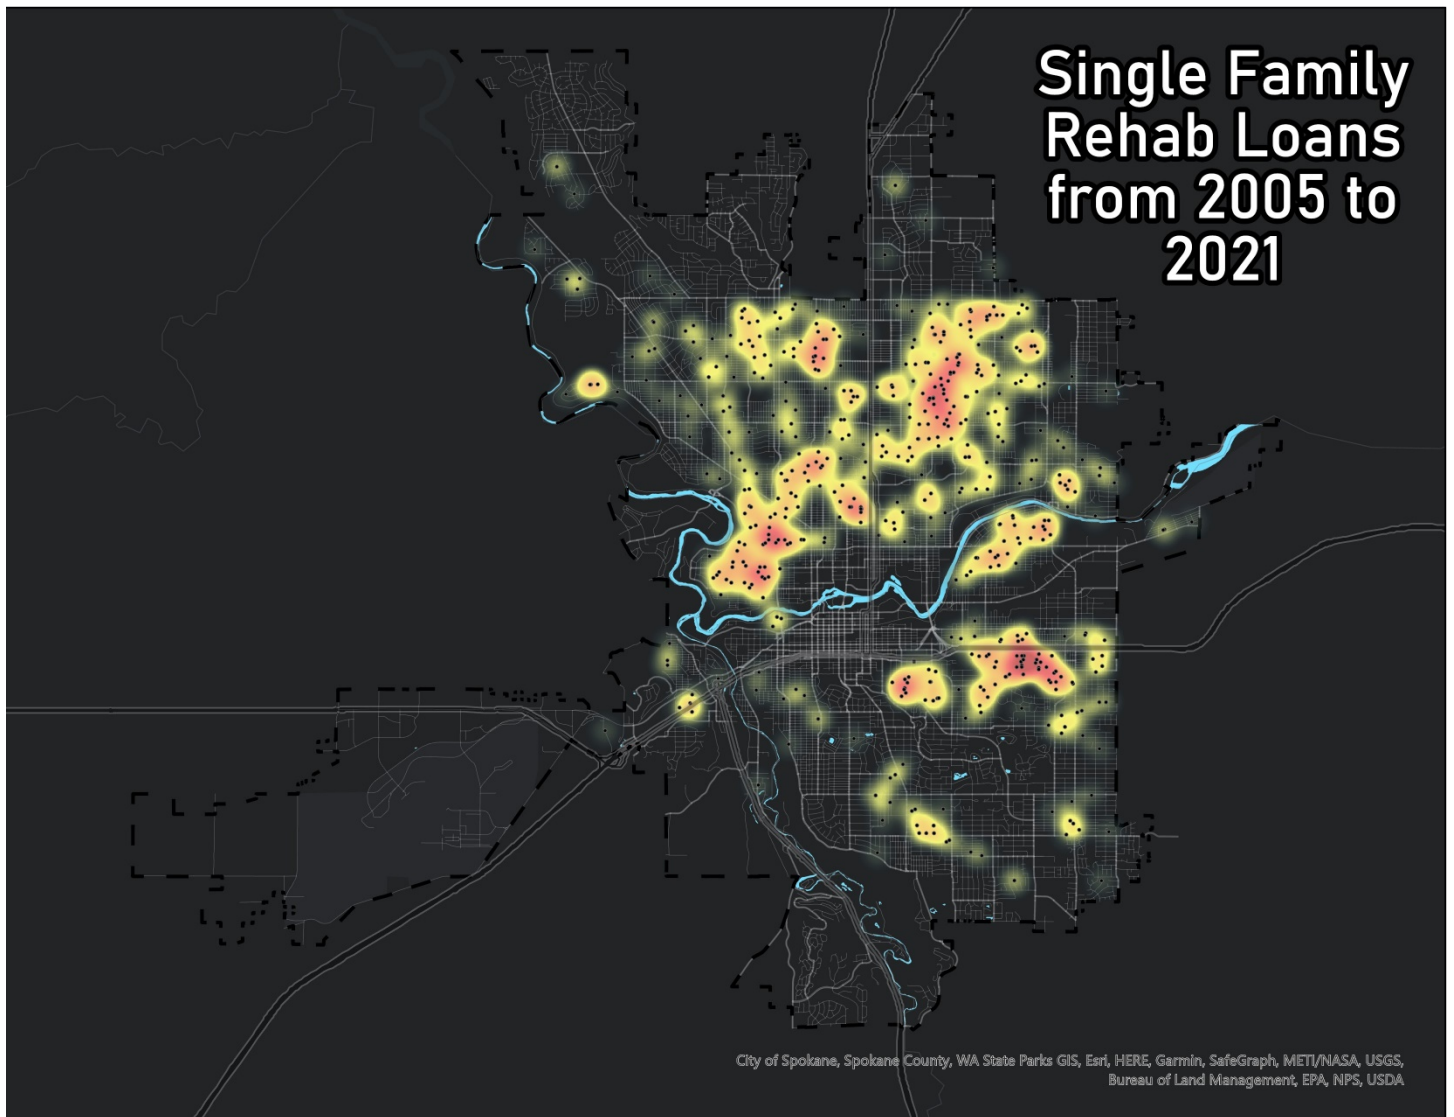 Single Family
Rehab Loans
from 2005 to
2021
City of Spokane, Spokane County, WA State Parks GIS, Esri, HERE, Garmin, SafeGraph, METI/NASA, USGS,
Bureau of Land Management, EPA, NPS, USDA